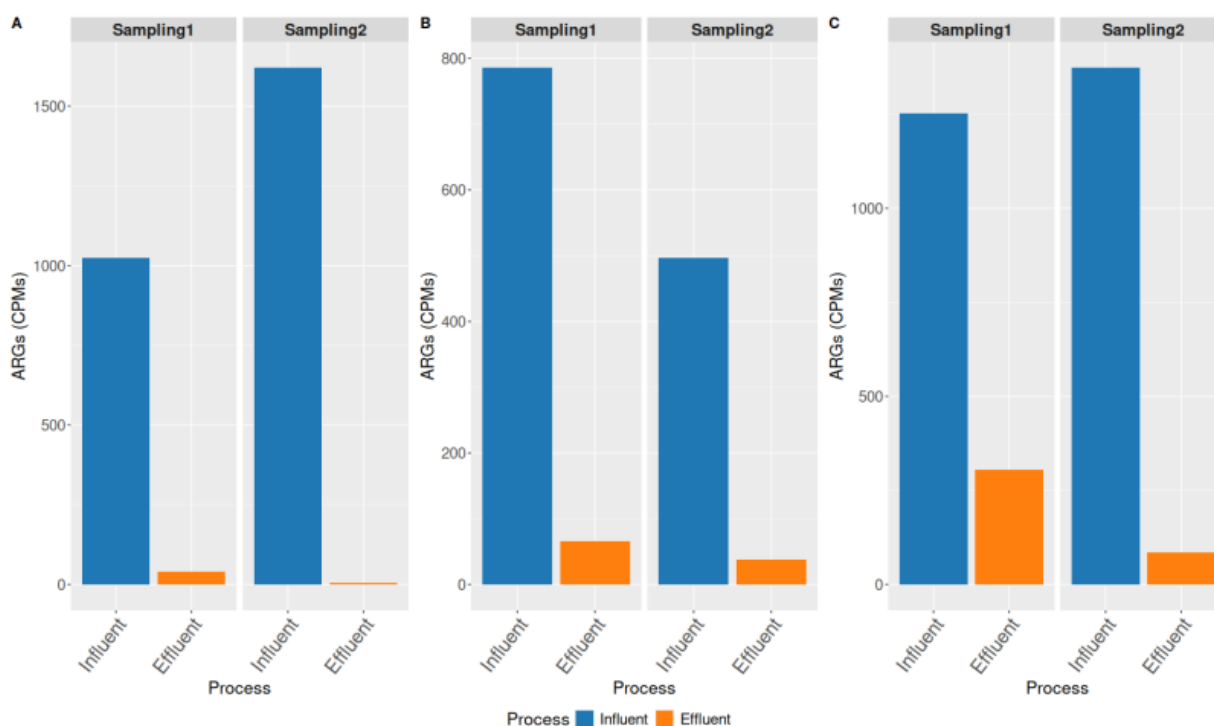 A
Sampling1 Sampling2
1500
1000
500
0
ARGs (CPMs)
Influent Effluent Influent Effluent
Process
B
Sampling1 Sampling2
800
600
400
200
0
ARGs (CPMs)
Influent Effluent Influent Effluent
Process
C
Sampling1 Sampling2
1000
500
0
ARGs (CPMs)
Influent Effluent Influent Effluent
Process
Process Influent Effluent